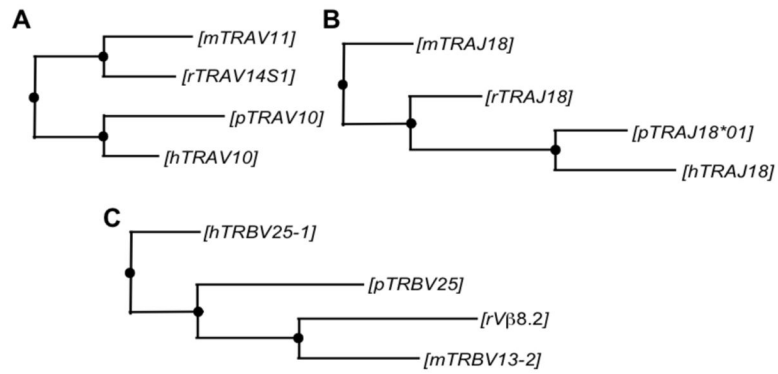 A
[mTRAV11]
[rTRAV14S1]
[pTRAV10]
[hTRAV10]
B
[mTRAJ18]
[rTRAJ18]
[pTRAJ18*01]
[hTRAJ18]
C
[hTRBV25-1]
[pTRBV25]
[rVβ8.2]
[mTRBV13-2]